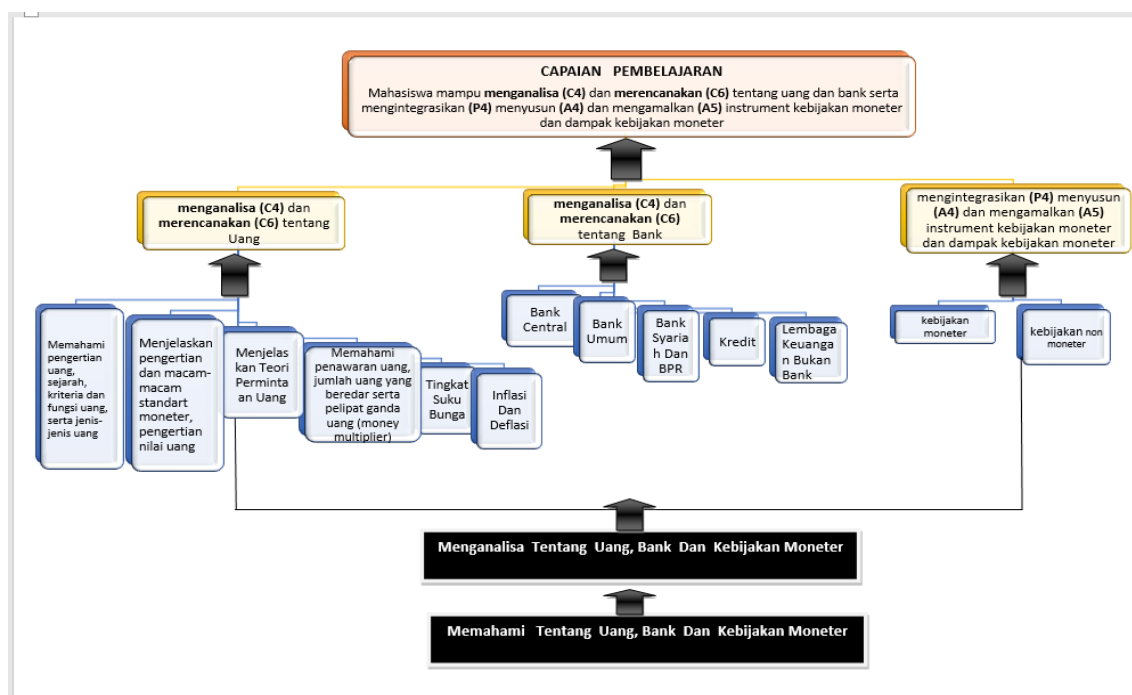 CAPAIAN PEMBELAJARAN
Mahasiswa mampu menganalisa (C4) dan merencanakan (C6) tentang uang dan bank serta
mengintegrasikan (P4) menyusun (A4) dan mengamalkan (A5) instrument kebijakan moneter
dan dampak kebijakan moneter
menganalisa (C4) dan
merencanakan (C6) tentang
Uang
menganalisa (C4) dan
merencanakan (C6)
tentang Bank
mengintegrasikan (P4) menyusun
(A4) dan mengamalkan (A5)
instrument kebijakan moneter
dan dampak kebijakan moneter
Memahami
pengertian
uang,
sejarah,
kriteria dan
fungsi uang,
serta jenis-
jenis uang
Menjelaskan
pengertian
dan macam-
macam
standart
moneter,
pengertian
nilai uang
Menjelas
kan Teori
Permint
an Uang
Memahami
penawaran uang,
jumlah uang yang
beredar serta
pelipat ganda
uang (money
multiplier)
Tingkat
Suku
Bunga
Inflasi
Dan
Deflasi
Bank
Central
Bank
Umum
Bank
Syaria
h Dan
BPR
Kredit
Lembaga
Keuanga
n Bukan
Bank
kebijakan
moneter
kebijakan non
moneter
Menganalisa Tentang Uang, Bank Dan Kebijakan Moneter
Memahami Tentang Uang, Bank Dan Kebijakan Moneter